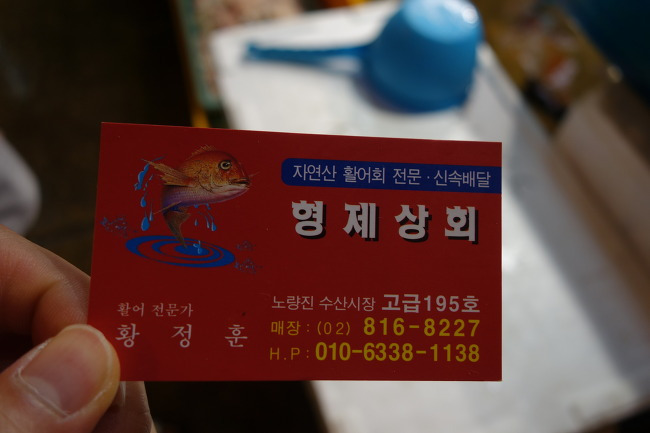 자연산 활어회 전문 · 신속배달
형제상회
노량진 수산시장 고급195호
매장 : (02) 816-8227
H.P : 010-6338-1138
활어 전문가
황정훈